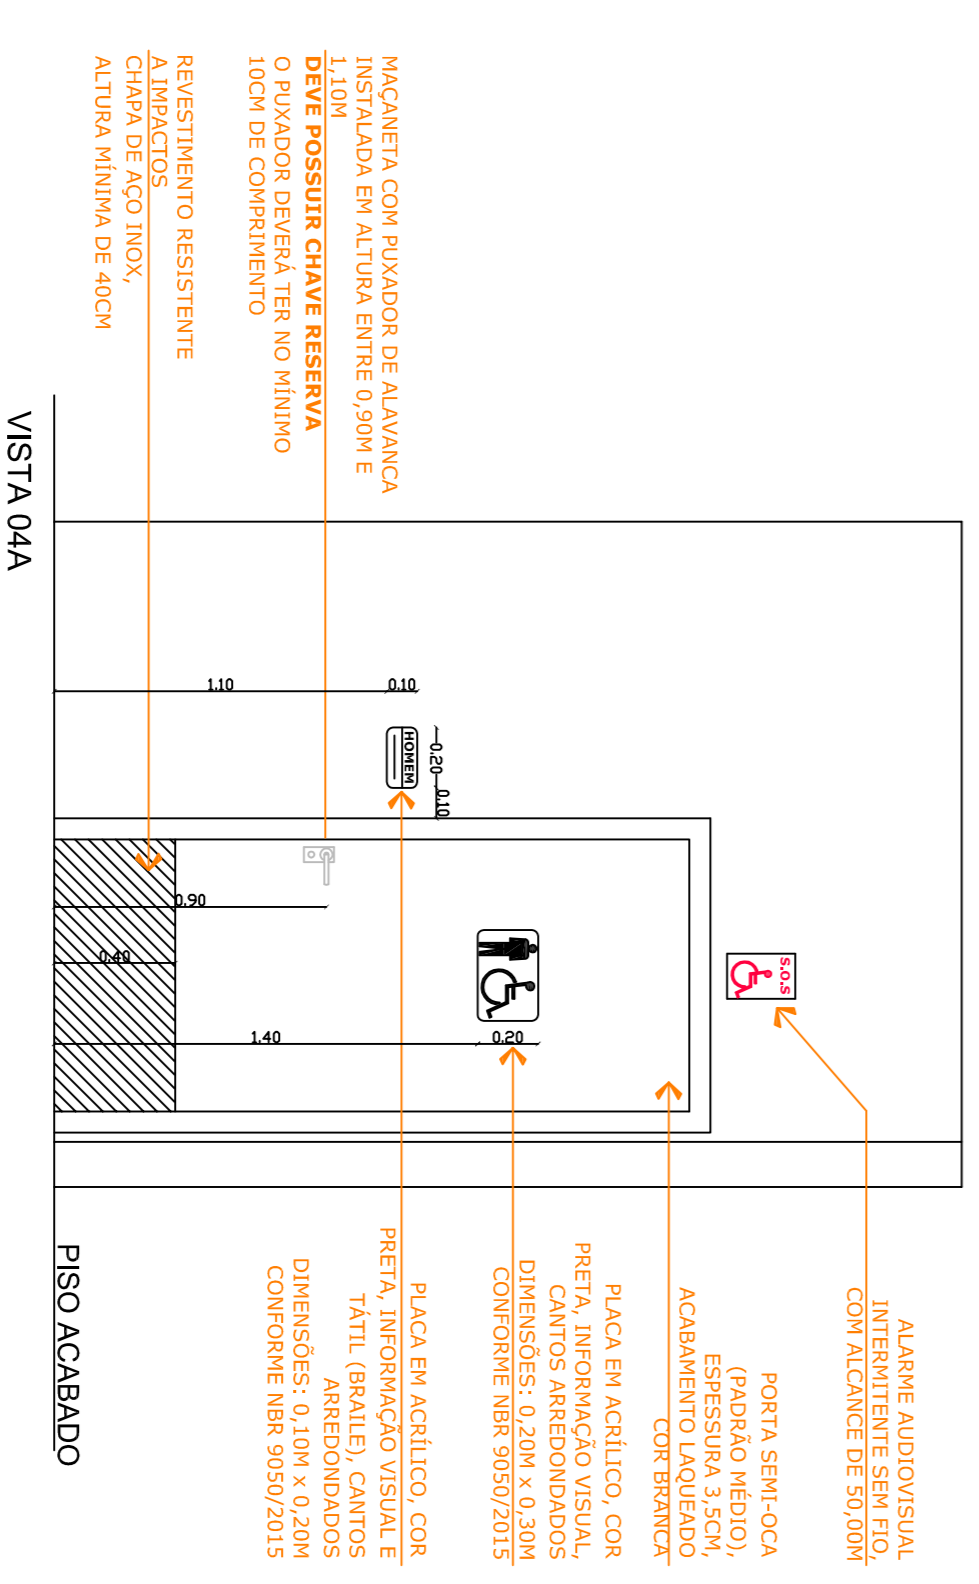 ALARME AUDIOVISUAL
INTERMITENTE SEM FIO,
COM ALCANCE DE 50,00M
PORTA SEMI-OCA
(PADRÃO MÉDIO),
ESPESSURA 3,5CM,
ACABAMENTO LAQUEADO
COR BRANCA
PLACA EM ACRÍLICO, COR
PRETA, INFORMAÇÃO VISUAL,
CANTOS ARREDONDADOS
DIMENSÕES: 0,20M x 0,30M
CONFORME NBR 9050/2015
PLACA EM ACRÍLICO, COR
PRETA, INFORMAÇÃO VISUAL E
TÁTIL (BRAILE), CANTOS
ARREDONDADOS
DIMENSÕES: 0,10M x 0,20M
CONFORME NBR 9050/2015
MAÇANETA COM PUXADOR DE ALAVANCA
INSTALADA EM ALTURA ENTRE 0,90M E
1,10M
DEVE POSSUIR CHAVE RESERVA
O PUXADOR DEVERÁ TER NO MÍNIMO
10CM DE COMPRIMENTO
REVESTIMENTO RESISTENTE
A IMPACTOS
CHAPA DE AÇO INOX,
ALTURA MÍNIMA DE 40CM
s.o.s
0.20
0.10
HOMEM
0.10
1.10
0.20
1.40
0.90
0.40
PISO ACABADO
VISTA 04A